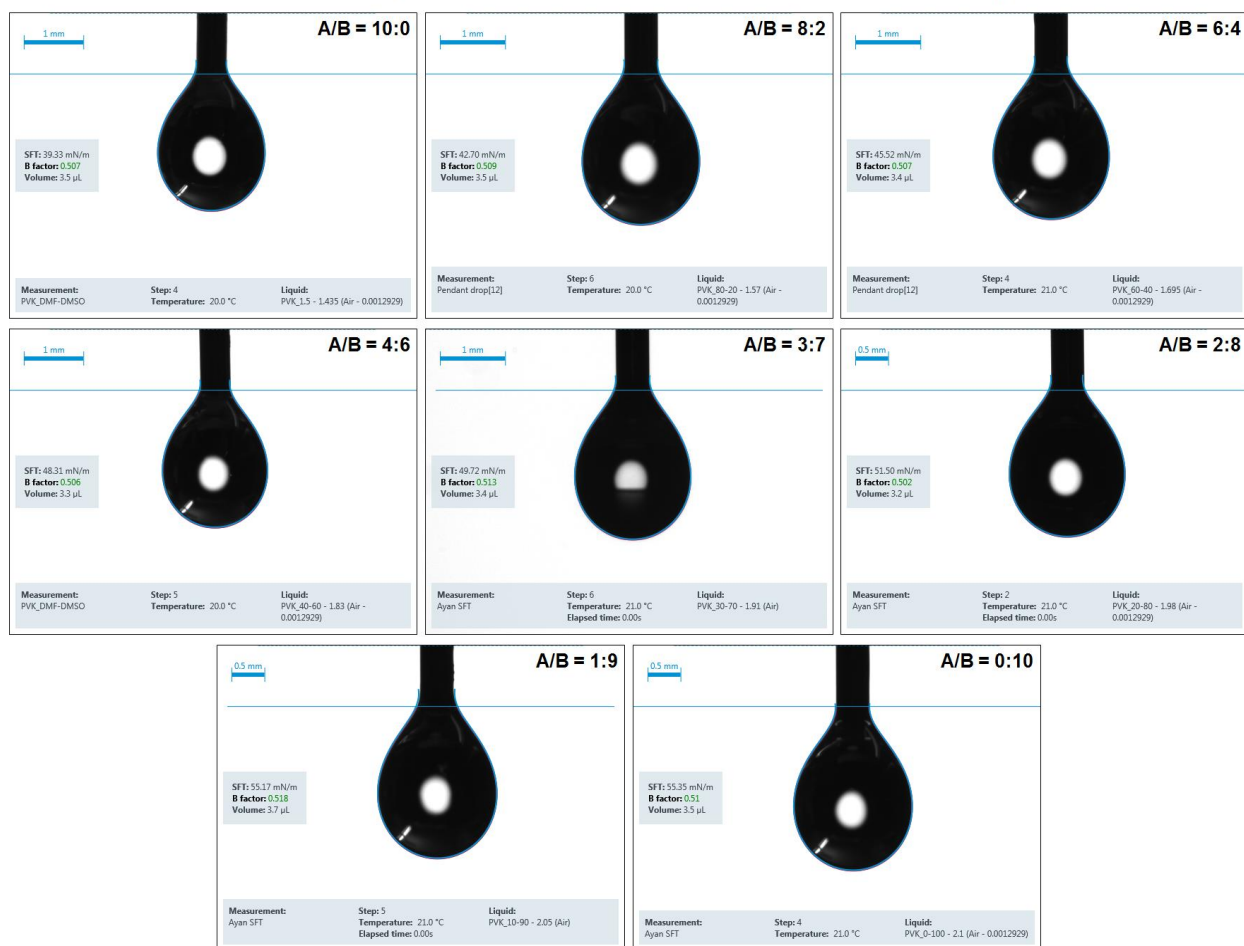 1 mm
A/B = 10:0
SFT: 39.33 mN/m
B factor: 0.507
Volume: 3.5 µL
Measurement:
PVK_DMF-DMSO
Step: 4
Temperature: 20.0 °C
Liquid:
PVK_1.5 - 1.435 (Air - 0.0012929)
1 mm
A/B = 8:2
SFT: 42.70 mN/m
B factor: 0.509
Volume: 3.5 µL
Measurement:
Pendant drop[12]
Step: 6
Temperature: 20.0 °C
Liquid:
PVK_80-20 - 1.57 (Air -
0.0012929)
1 mm
A/B = 6:4
SFT: 45.52 mN/m
B factor: 0.507
Volume: 3.4 µL
Measurement:
Pendant drop[12]
Step: 4
Temperature: 21.0 °C
Liquid:
PVK_60-40 - 1.695 (Air -
0.0012929)
1 mm
A/B = 4:6
SFT: 48.31 mN/m
B factor: 0.506
Volume: 3.3 µL
Measurement:
PVK_DMF-DMSO
Step: 5
Temperature: 20.0 °C
Liquid:
PVK_40-60 - 1.83 (Air -
0.0012929)
1 mm
A/B = 3:7
SFT: 49.72 mN/m
B factor: 0.513
Volume: 3.4 µL
Measurement:
Ayan SFT
Step: 6
Temperature: 21.0 °C
Elapsed time: 0.00s
Liquid:
PVK_30-70 - 1.91 (Air)
0.5 mm
A/B = 2:8
SFT: 51.50 mN/m
B factor: 0.502
Volume: 3.2 µL
Measurement:
Ayan SFT
Step: 2
Temperature: 21.0 °C
Elapsed time: 0.00s
Liquid:
PVK_20-80 - 1.98 (Air -
0.0012929)
0.5 mm
A/B = 1:9
SFT: 55.17 mN/m
B factor: 0.518
Volume: 3.7 µL
Measurement:
Ayan SFT
Step: 5
Temperature: 21.0 °C
Elapsed time: 0.00s
Liquid:
PVK_10-90 - 2.05 (Air)
0.5 mm
A/B = 0:10
SFT: 55.35 mN/m
B factor: 0.51
Volume: 3.5 µL
Measurement:
Ayan SFT
Step: 4
Temperature: 21.0 °C
Liquid:
PVK_0-100 - 2.1 (Air - 0.0012929)